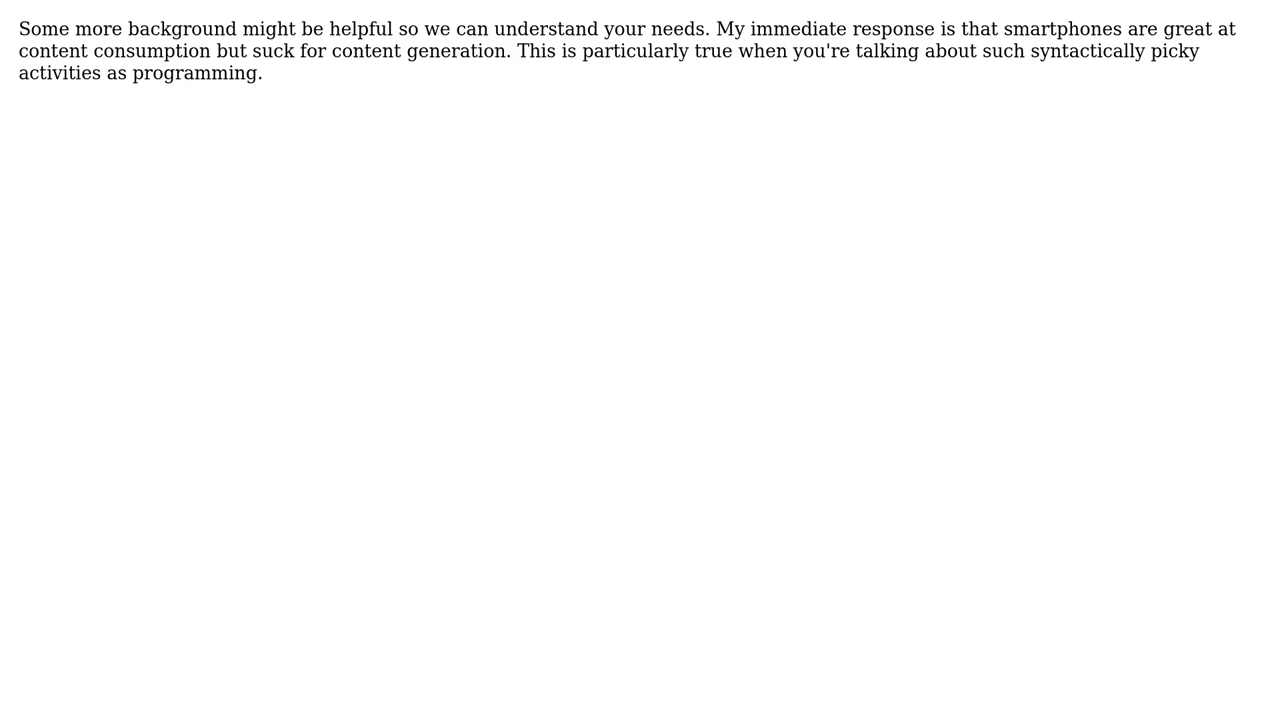 Some more background might be helpful so we can understand your needs. My immediate response is that smartphones are great at
content consumption but suck for content generation. This is particularly true when you're talking about such syntactically picky
activities as programming.